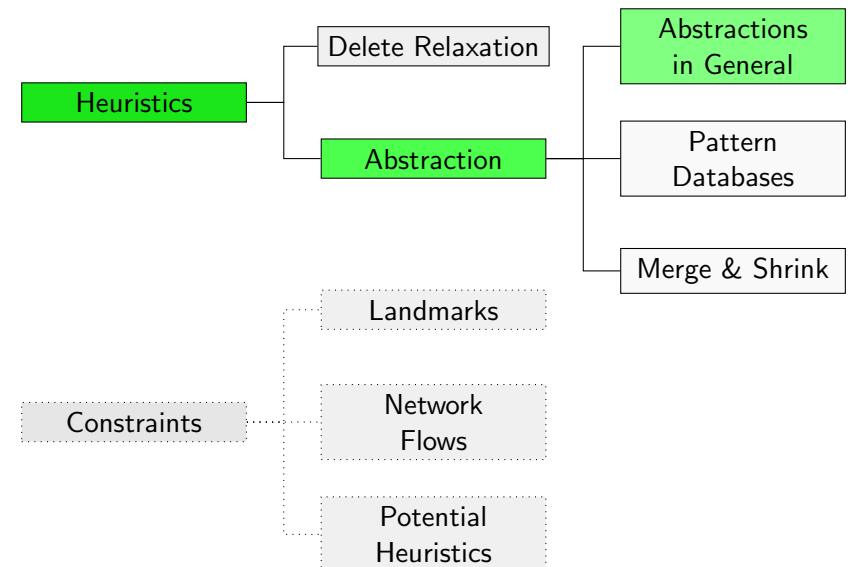 Heuristics
Delete Relaxation
Abstraction
Abstractions
in General
Pattern
Databases
Merge & Shrink
Constraints
Landmarks
Network
Flows
Potential
Heuristics